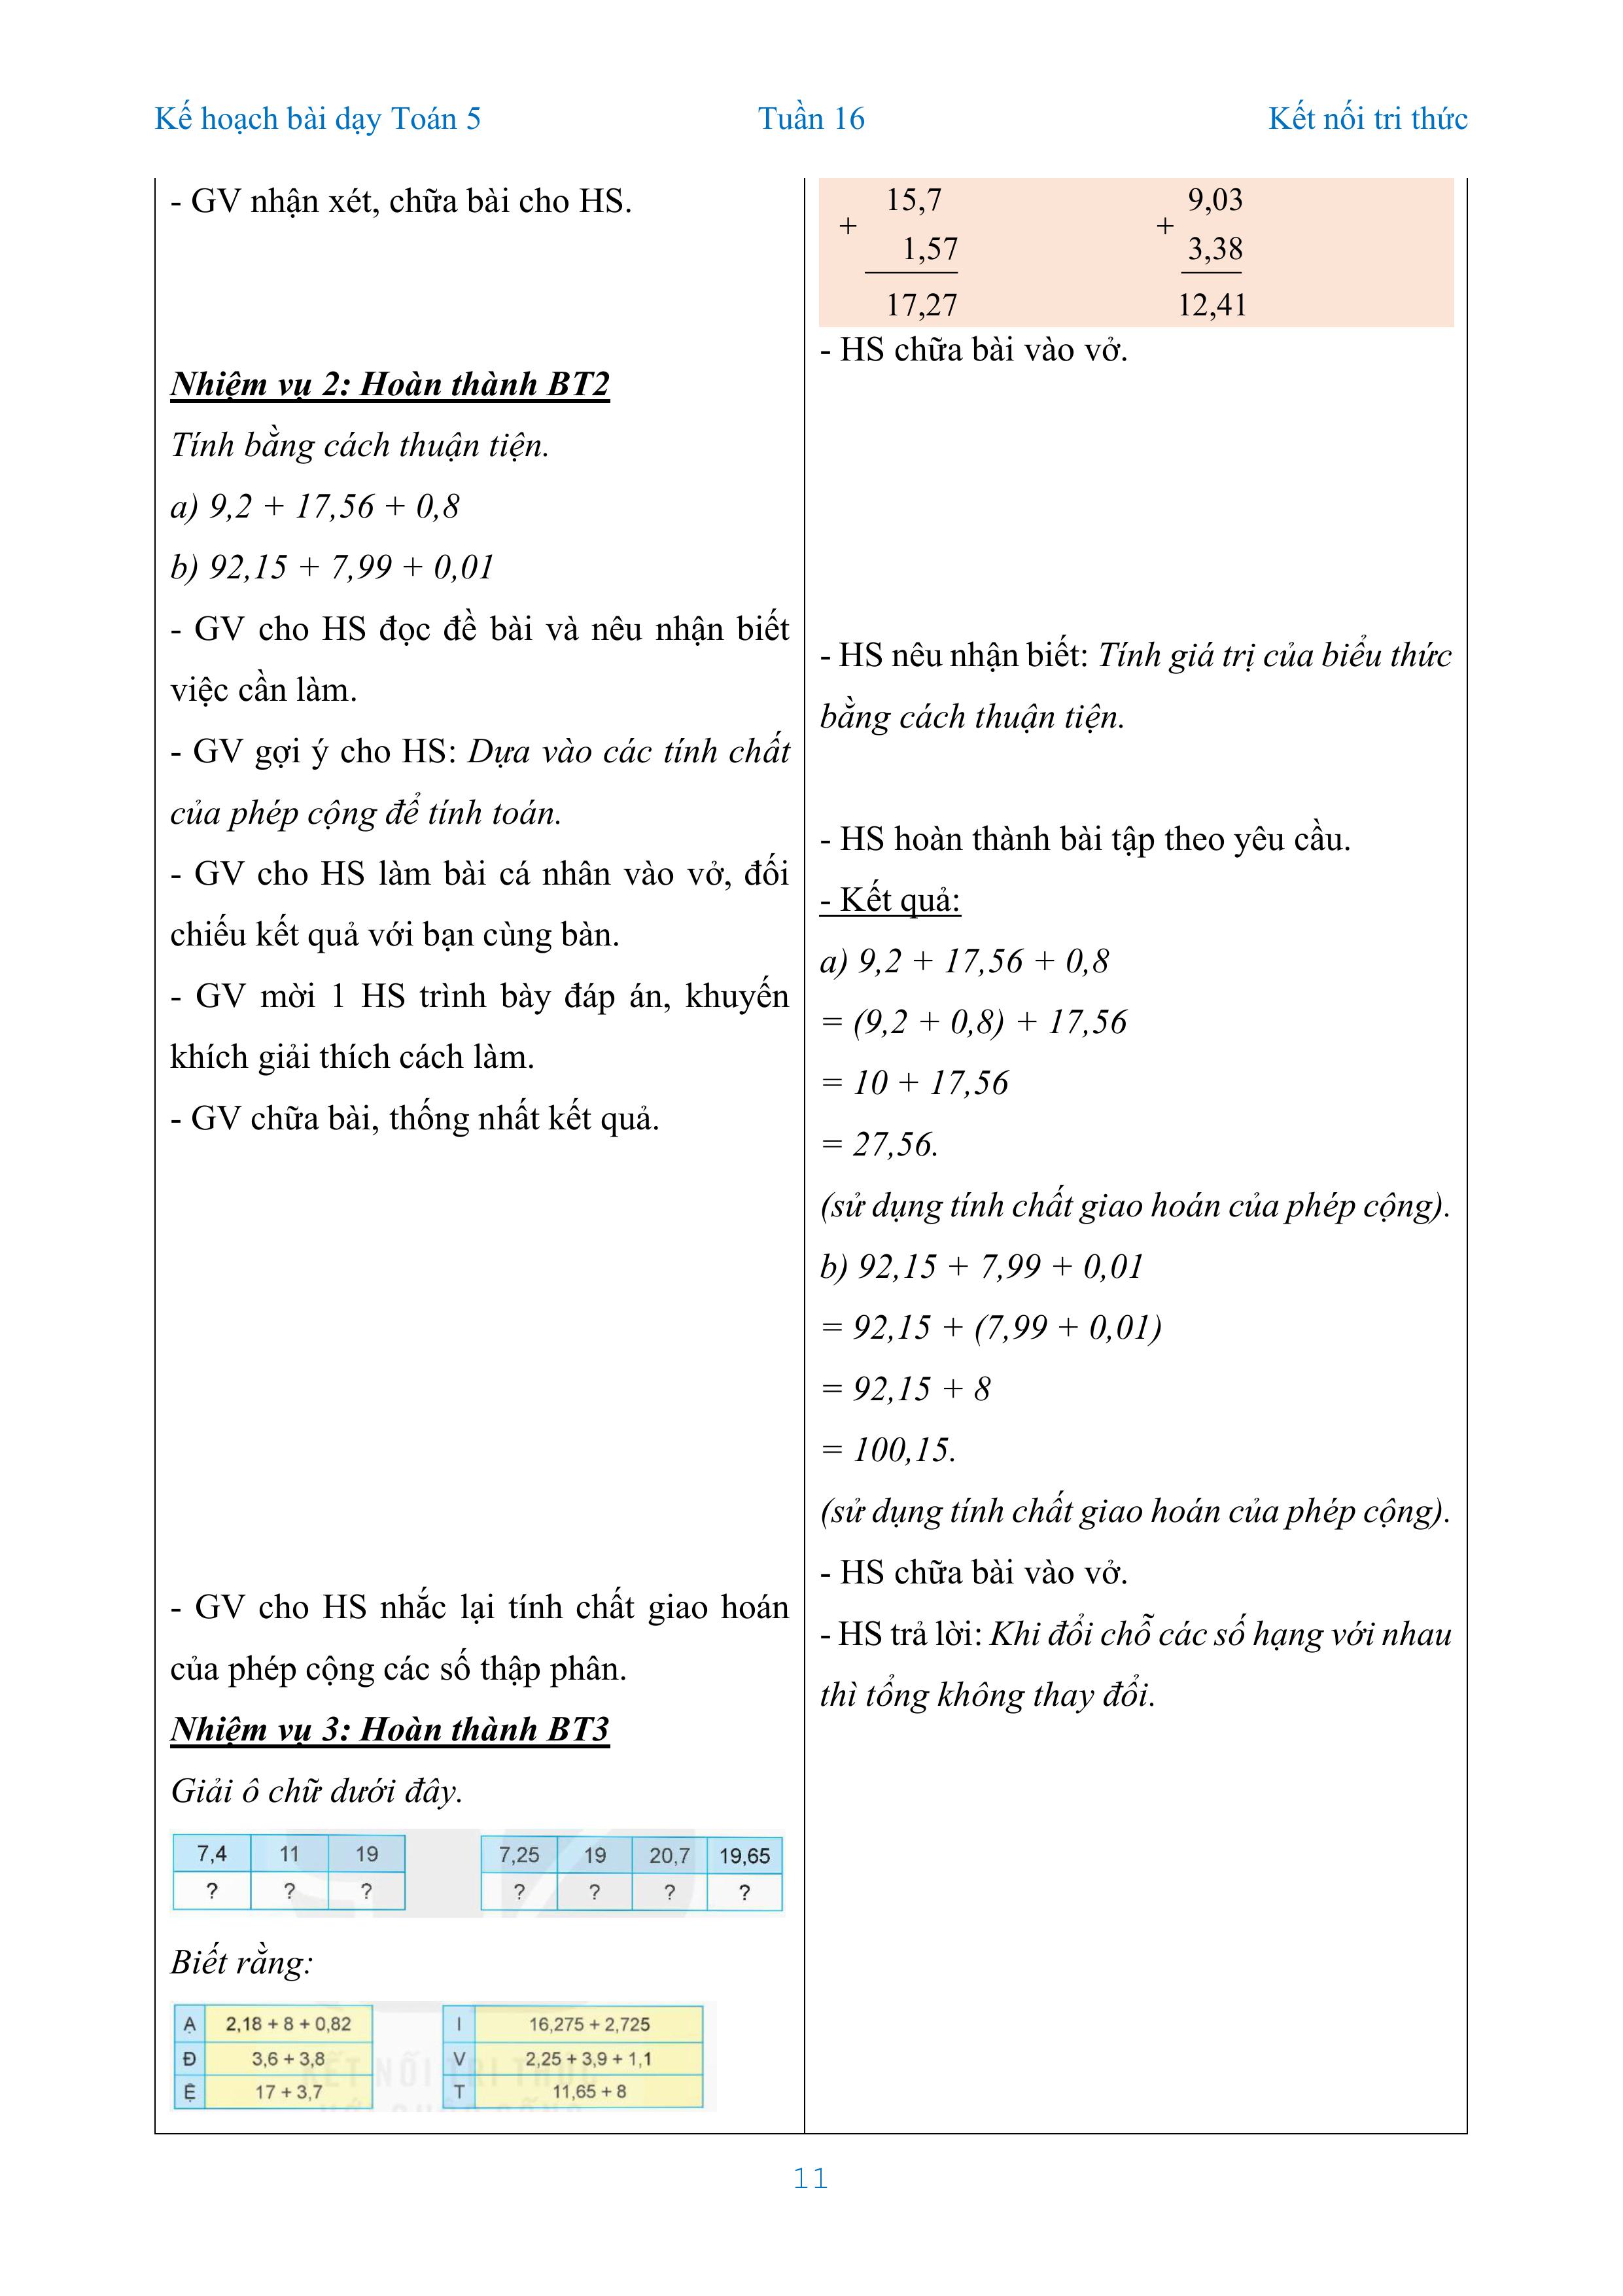 Kế hoạch bài dạy Toán 5 Tuần 16 Kết nối tri thức
- GV nhận xét, chữa bài cho HS.
Nhiệm vụ 2: Hoàn thành BT2
Tính bằng cách thuận tiện.
a) 9,2 + 17,56 + 0,8
b) 92,15 + 7,99 + 0,01
- GV cho HS đọc đề bài và nêu nhận biết
việc cần làm.
- GV gợi ý cho HS: Dựa vào các tính chất
của phép cộng để tính toán.
- GV cho HS làm bài cá nhân vào vở, đối
chiếu kết quả với bạn cùng bàn.
- GV mời 1 HS trình bày đáp án, khuyến
khích giải thích cách làm.
- GV chữa bài, thống nhất kết quả.
- GV cho HS nhắc lại tính chất giao hoán
của phép cộng các số thập phân.
Nhiệm vụ 3: Hoàn thành BT3
Giải ô chữ dưới đây.
7,4 11 19 7,25 19 20,7 19,65
? ? ? ? ? ? ?
Biết rằng:
Ạ 2,18 + 8 + 0,82 I 16,275 + 2,725
Đ 3,6 + 3,8 V 2,25 + 3,9 + 1,1
Ệ 17 + 3,7 T 11,65 + 8
KẾT NỐI TRI THỨC
15,7 9,03
+ +
1,57 3,38
17,27 12,41
- HS chữa bài vào vở.
- HS nêu nhận biết: Tính giá trị của biểu thức
bằng cách thuận tiện.
- HS hoàn thành bài tập theo yêu cầu.
- Kết quả:
a) 9,2 + 17,56 + 0,8
= (9,2 + 0,8) + 17,56
= 10 + 17,56
= 27,56.
(sử dụng tính chất giao hoán của phép cộng).
b) 92,15 + 7,99 + 0,01
= 92,15 + (7,99 + 0,01)
= 92,15 + 8
= 100,15.
(sử dụng tính chất giao hoán của phép cộng).
- HS chữa bài vào vở.
- HS trả lời: Khi đổi chỗ các số hạng với nhau
thì tổng không thay đổi.
11